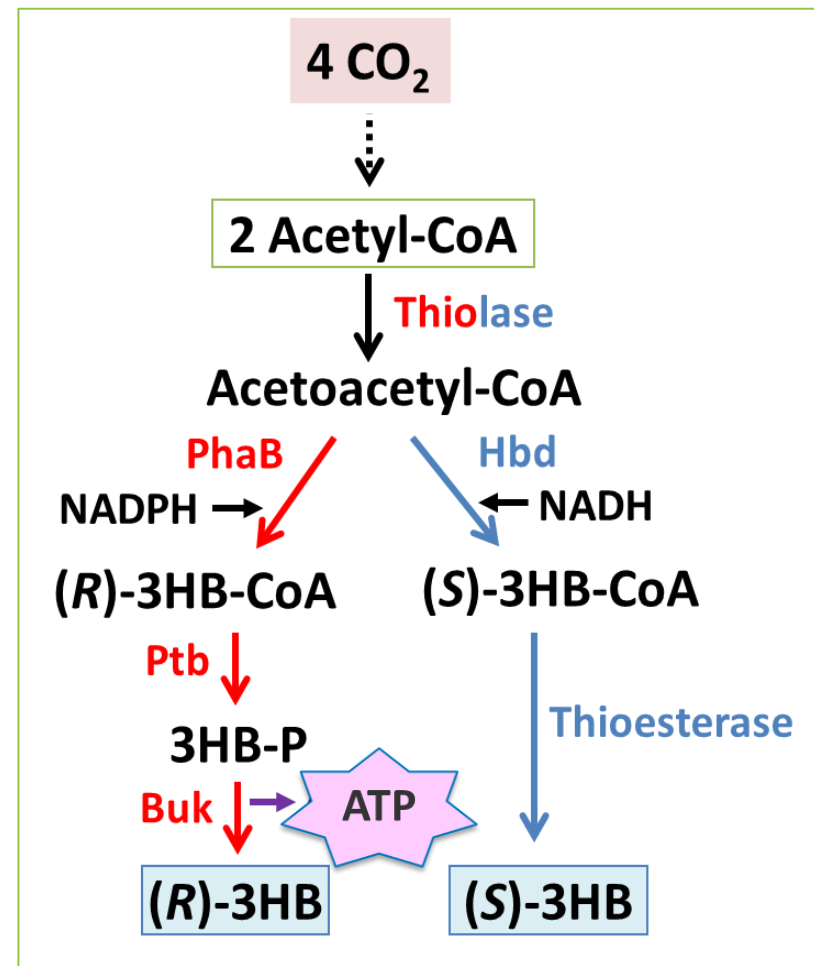 4 CO₂
2 Acetyl-CoA
Thiolase
Acetoacetyl-CoA
PhaB
Hbd
NADPH
NADH
(R)-3HB-CoA
(S)-3HB-CoA
Ptb
Thioesterase
3HB-P
Buk
ATP
(R)-3HB
(S)-3HB